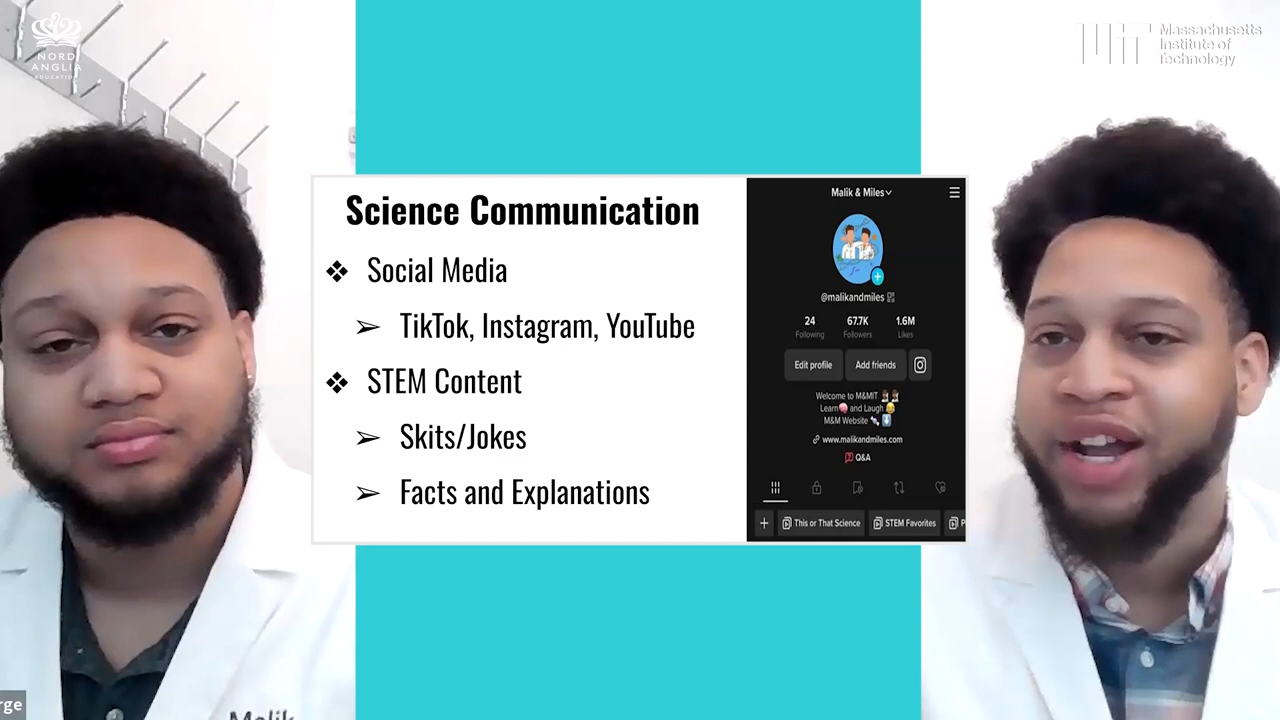 NORD
ANGLIA
EDUCATION
MIT
Massachusetts
Institute of
Technology
Science Communication
❖ Social Media
➢ TikTok, Instagram, YouTube
❖ STEM Content
➢ Skits/Jokes
➢ Facts and Explanations
Malik & Miles
@malikandmiles
24 67.7K 1.6M
Following Followers Likes
Edit profile Add friends
Welcome to M&MIT
Learn🧠 and Laugh😂
M&M Website
www.malikandmiles.com
Q&A
+ This or That Science STEM Favorites P
rge
Malik